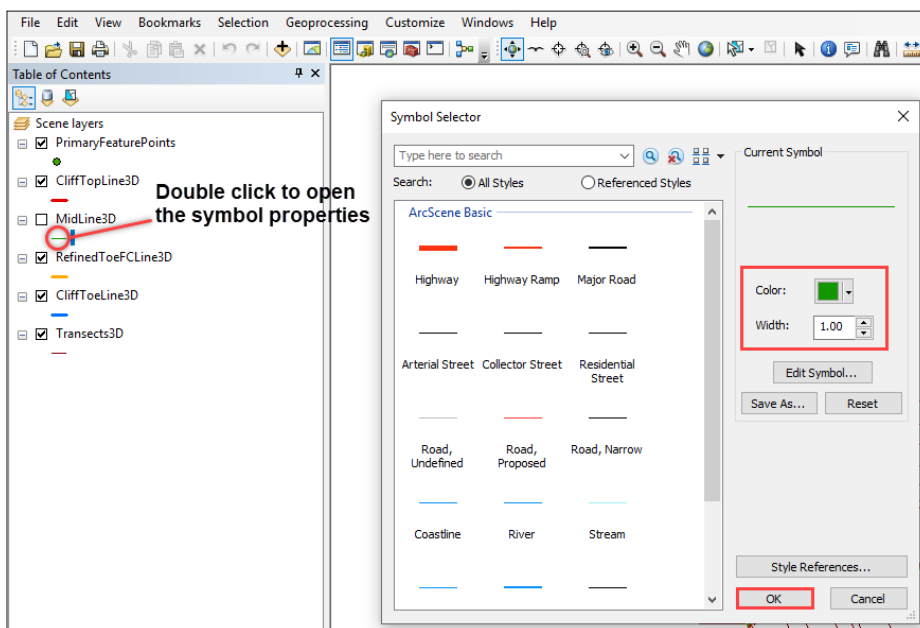 File Edit View Bookmarks Selection Geoprocessing Customize Windows Help
Table of Contents
Scene layers
PrimaryFeaturePoints
CliffTopLine3D
MidLine3D
RefinedToeFCLine3D
CliffToeLine3D
Transects3D
Double click to open
the symbol properties
Symbol Selector
Type here to search
Search: All Styles Referenced Styles
ArcScene Basic
Highway Highway Ramp Major Road
Arterial Street Collector Street Residential
Street
Road, Road, Road, Narrow
Undefined Proposed
Coastline River Stream
Current Symbol
Color:
Width: 1.00
Edit Symbol...
Save As... Reset
Style References...
OK Cancel